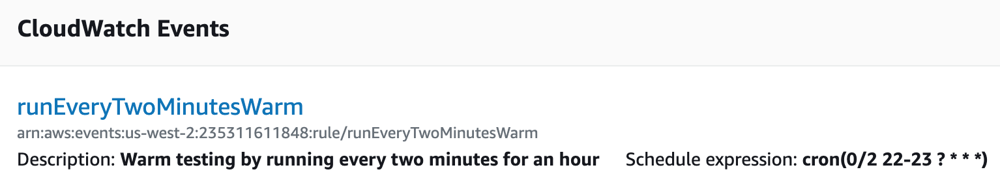 CloudWatch Events
runEveryTwoMinutesWarm
arn:aws:events:us-west-2:235311611848:rule/runEveryTwoMinutesWarm
Description: Warm testing by running every two minutes for an hour Schedule expression: cron(0/2 22-23 ? * * *)